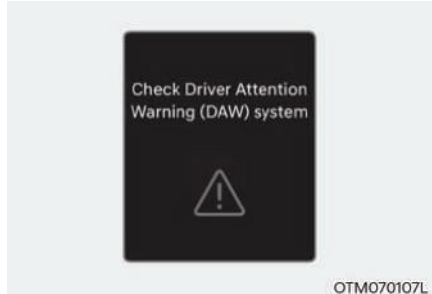 Check Driver Attention
Warning (DAW) system
OTM070107L